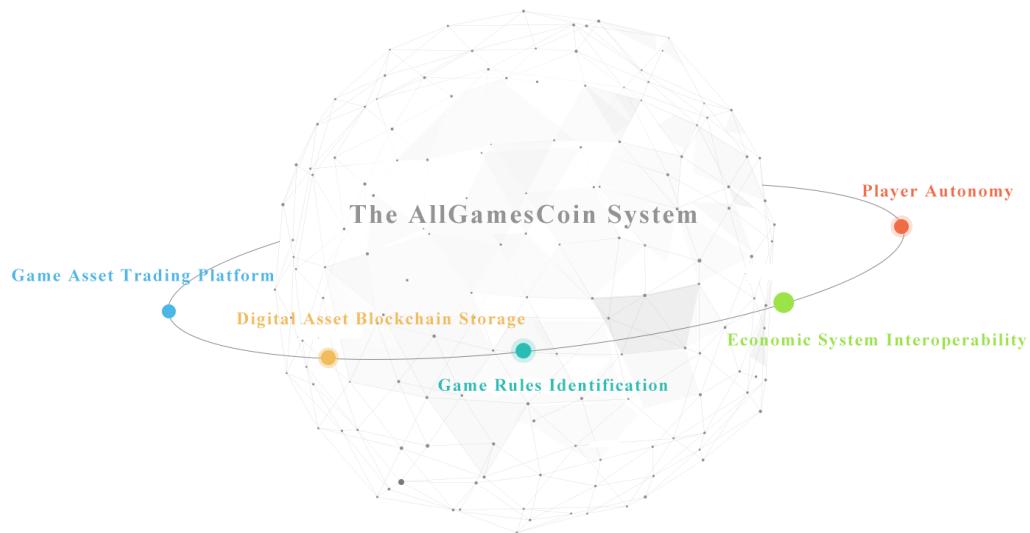 Player Autonomy
The AllGamesCoin System
Game Asset Trading Platform
Digital Asset Blockchain Storage
Economic System Interoperability
Game Rules Identification